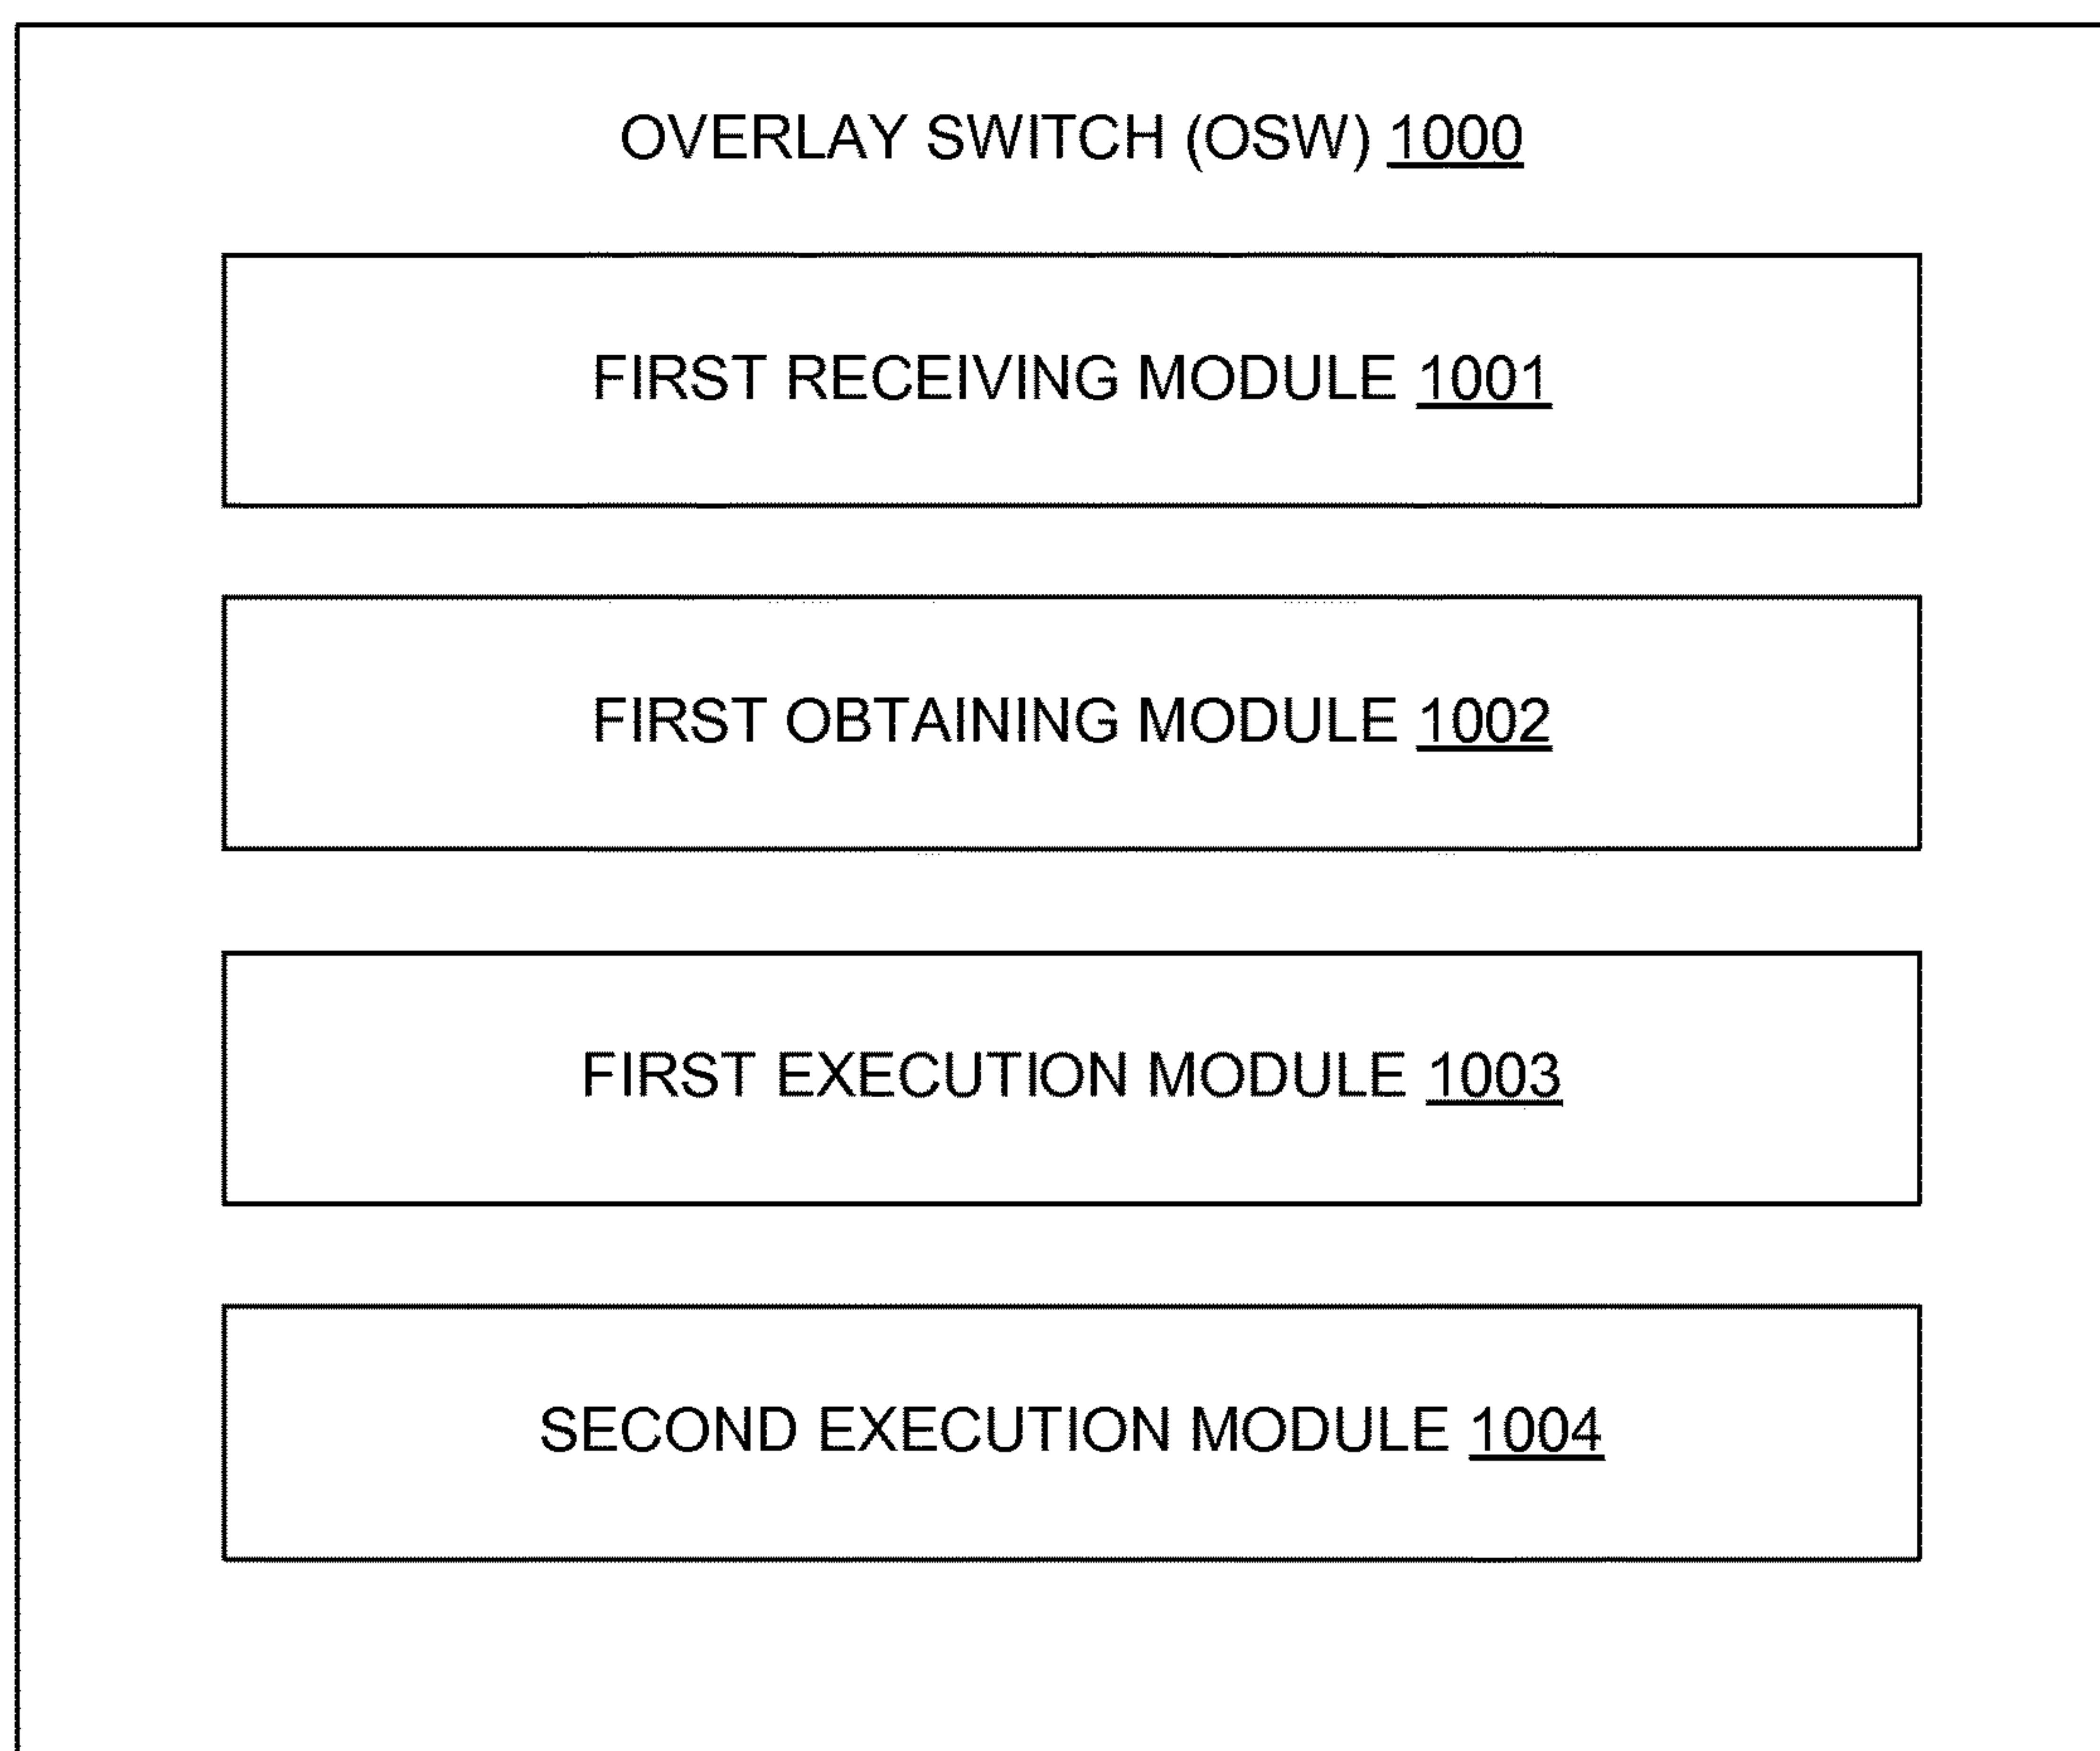 OVERLAY SWITCH (OSW) 1000
FIRST RECEIVING MODULE 1001
FIRST OBTAINING MODULE 1002
FIRST EXECUTION MODULE 1003
SECOND EXECUTION MODULE 1004